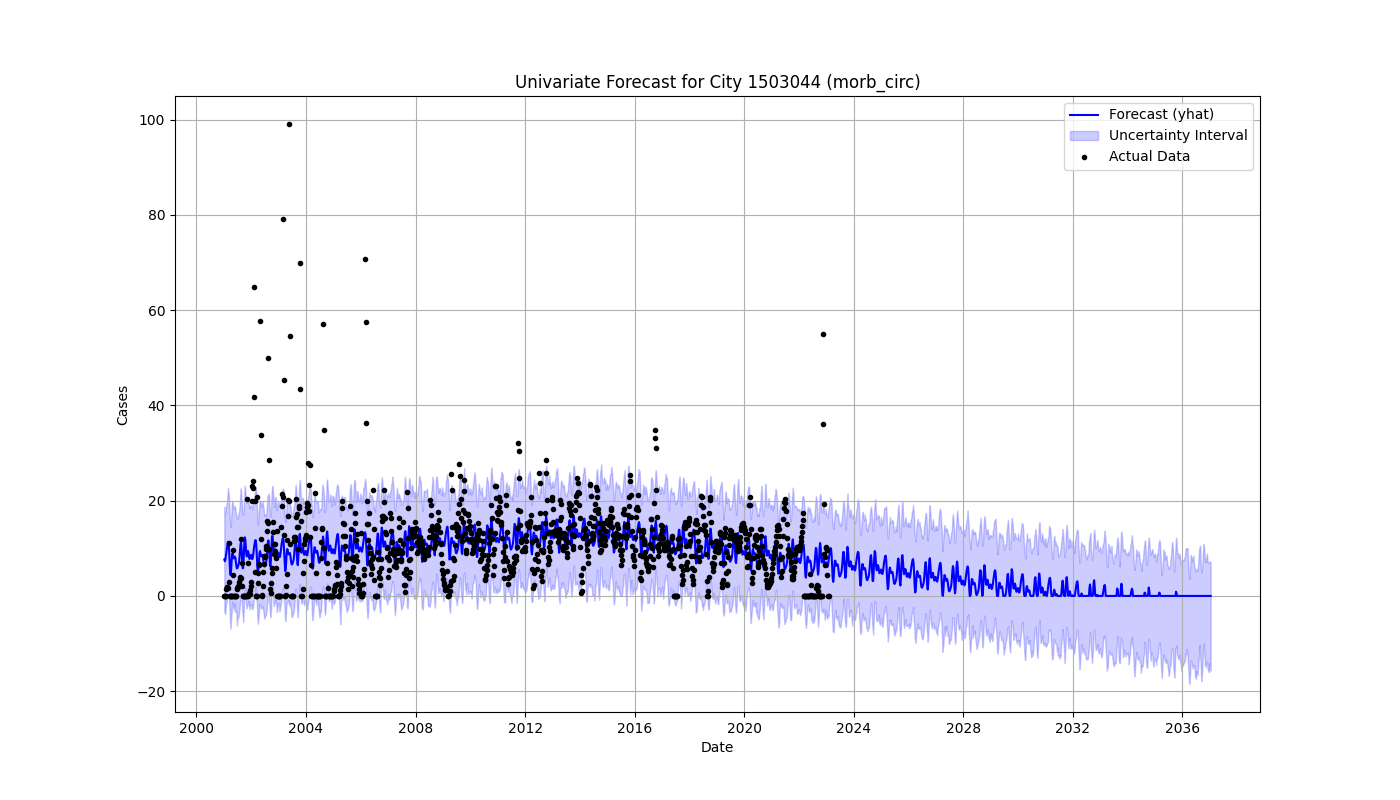 Univariate Forecast for City 1503044 (morb_circ)
Forecast (yhat)
Uncertainty Interval
Actual Data
Cases
100
80
60
40
20
0
−20
2000 2004 2008 2012 2016 2020 2024 2028 2032 2036
Date